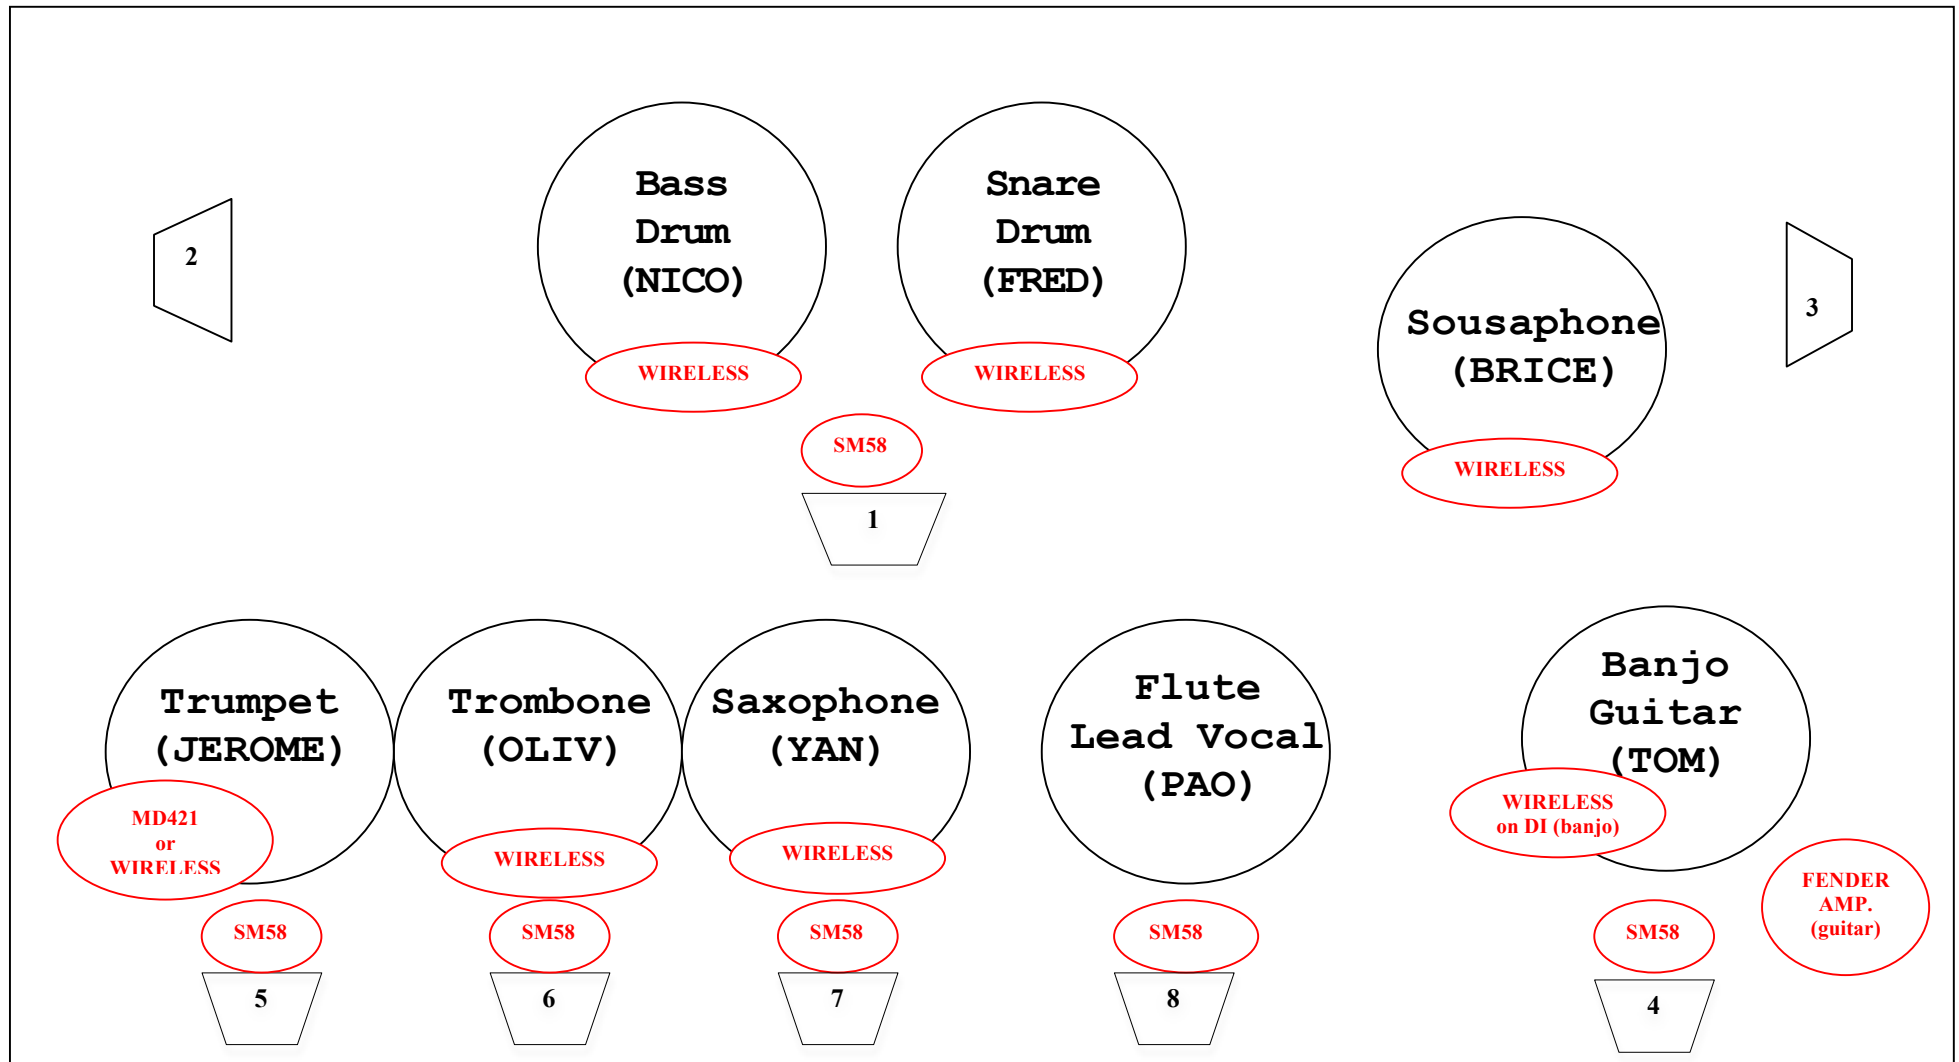 Bass
Drum
(NICO)
WIRELESS
Snare
Drum
(FRED)
WIRELESS
2
3
Sousaphone
(BRICE)
WIRELESS
SM58
1
Trumpet
(JEROME)
MD421
or
WIRELESS
SM58
5
Trombone
(OLIV)
WIRELESS
SM58
6
Saxophone
(YAN)
WIRELESS
SM58
7
Flute
Lead Vocal
(PAO)
SM58
8
Banjo
Guitar
(TOM)
WIRELESS
on DI (banjo)
FENDER
AMP.
(guitar)
SM58
4